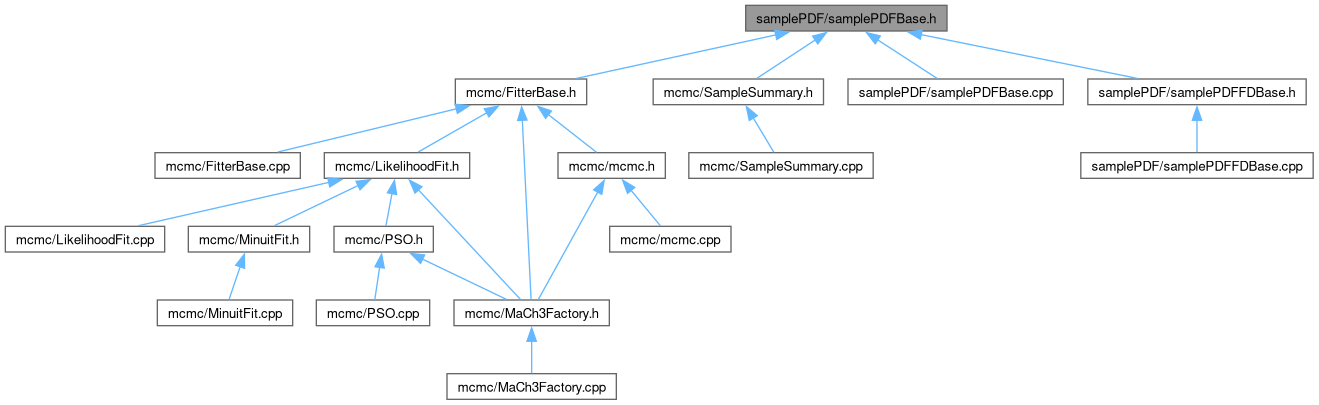 samplePDF/samplePDFBase.h
mcmc/FitterBase.h
mcmc/SampleSummary.h
samplePDF/samplePDFBase.cpp
samplePDF/samplePDFFDBase.h
mcmc/FitterBase.cpp
mcmc/LikelihoodFit.h
mcmc/mcmc.h
mcmc/SampleSummary.cpp
samplePDF/samplePDFFDBase.cpp
mcmc/LikelihoodFit.cpp
mcmc/MinuitFit.h
mcmc/PSO.h
mcmc/mcmc.cpp
mcmc/MinuitFit.cpp
mcmc/PSO.cpp
mcmc/MaCh3Factory.h
mcmc/MaCh3Factory.cpp